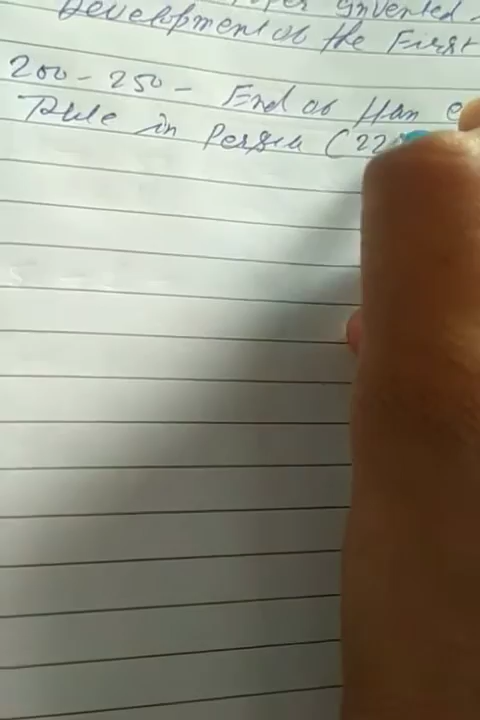 invented
Development of the First
200 - 250 - End of Han e
Rule in Persia (22